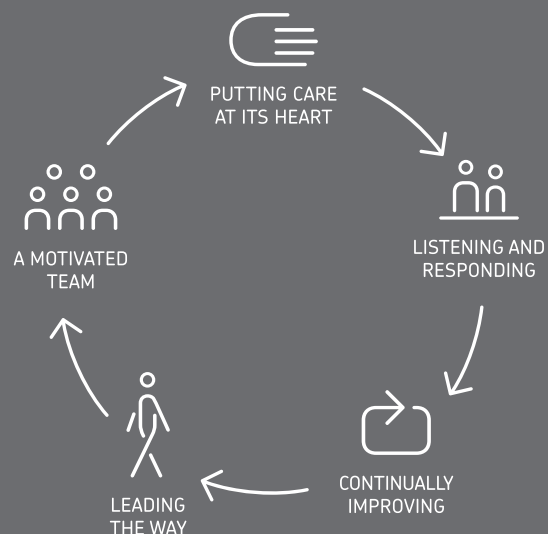 PUTTING CARE
AT ITS HEART
LISTENING AND
RESPONDING
CONTINUALLY
IMPROVING
LEADING
THE WAY
A MOTIVATED
TEAM